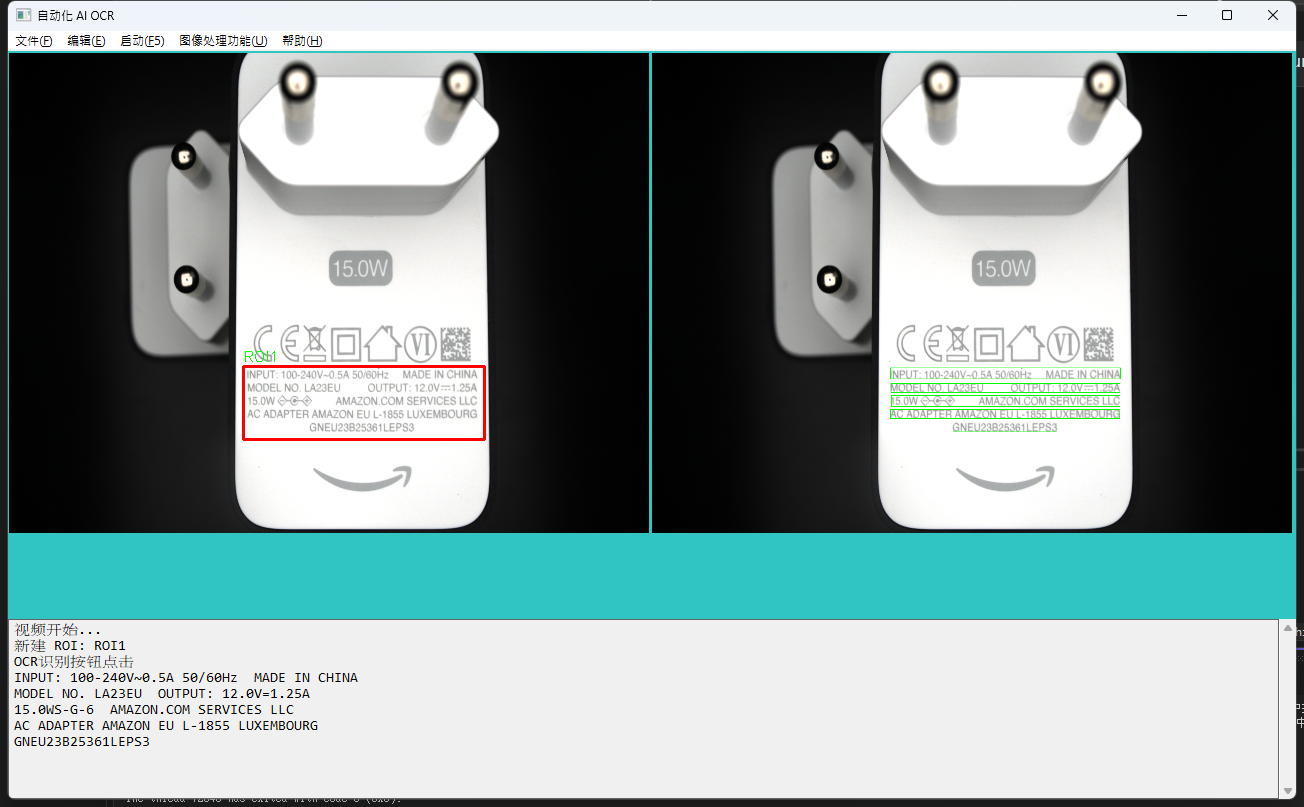 自动化 AI OCR
文件(F) 编辑(E) 启动(F5) 图像处理功能(U) 帮助(H)
15.0W
VI
ROI1
INPUT: 100-240V~0.5A 50/60Hz MADE IN CHINA
MODEL NO. LA23EU OUTPUT: 12.0V⎓1.25A
15.0W AMAZON.COM SERVICES LLC
AC ADAPTER AMAZON EU L-1855 LUXEMBOURG
GNEU23B25361LEPS3
15.0W
VI
INPUT: 100-240V~0.5A 50/60Hz MADE IN CHINA
MODEL NO. LA23EU OUTPUT: 12.0V⎓1.25A
15.0W AMAZON.COM SERVICES LLC
AC ADAPTER AMAZON EU L-1855 LUXEMBOURG
GNEU23B25361LEPS3
视频开始...
新建 ROI: ROI1
OCR识别按钮点击
INPUT: 100-240V~0.5A 50/60Hz  MADE IN CHINA
MODEL NO. LA23EU  OUTPUT: 12.0V=1.25A
15.0WS-G-6  AMAZON.COM SERVICES LLC
AC ADAPTER AMAZON EU L-1855 LUXEMBOURG
GNEU23B25361LEPS3